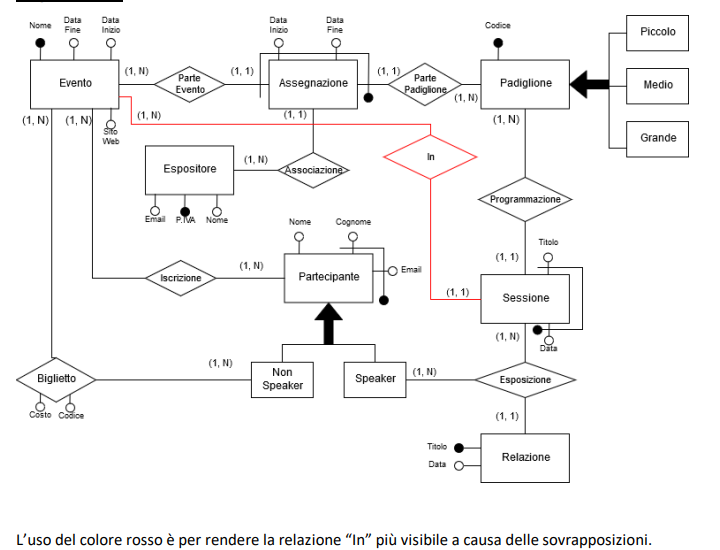 Nome
Data
Fine
Data
Inizio
Data
Inizio
Data
Fine
Codice
Piccolo
Evento
(1, N)
Parte
Evento
(1, 1)
Assegnazione
(1, 1)
Parte
Padiglione
(1, N)
Padiglione
Medio
Grande
(1, N)
(1, N)
Sito
Web
(1, N)
(1, 1)
(1, N)
In
Espositore
(1, N)
Associazione
Email
P.IVA
Nome
Programmazione
Nome
Cognome
Titolo
(1, 1)
Iscrizione
(1, N)
Partecipante
Email
(1, 1)
Sessione
Data
(1, N)
Biglietto
(1, N)
Non
Speaker
Speaker
(1, N)
Esposizione
Costo
Codice
(1, 1)
Titolo
Data
Relazione
L'uso del colore rosso è per rendere la relazione “In” più visibile a causa delle sovrapposizioni.